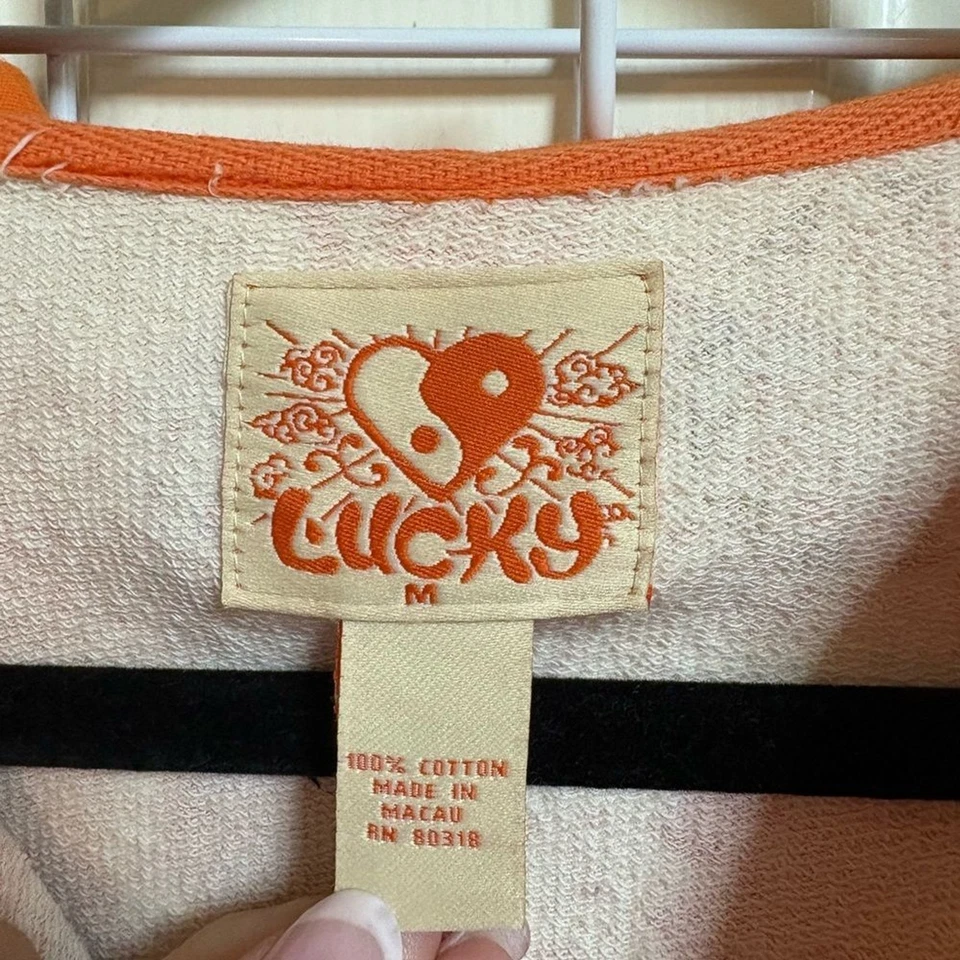 LUCKY
M
100% COTTON
MADE IN
MACAU
RN 80318